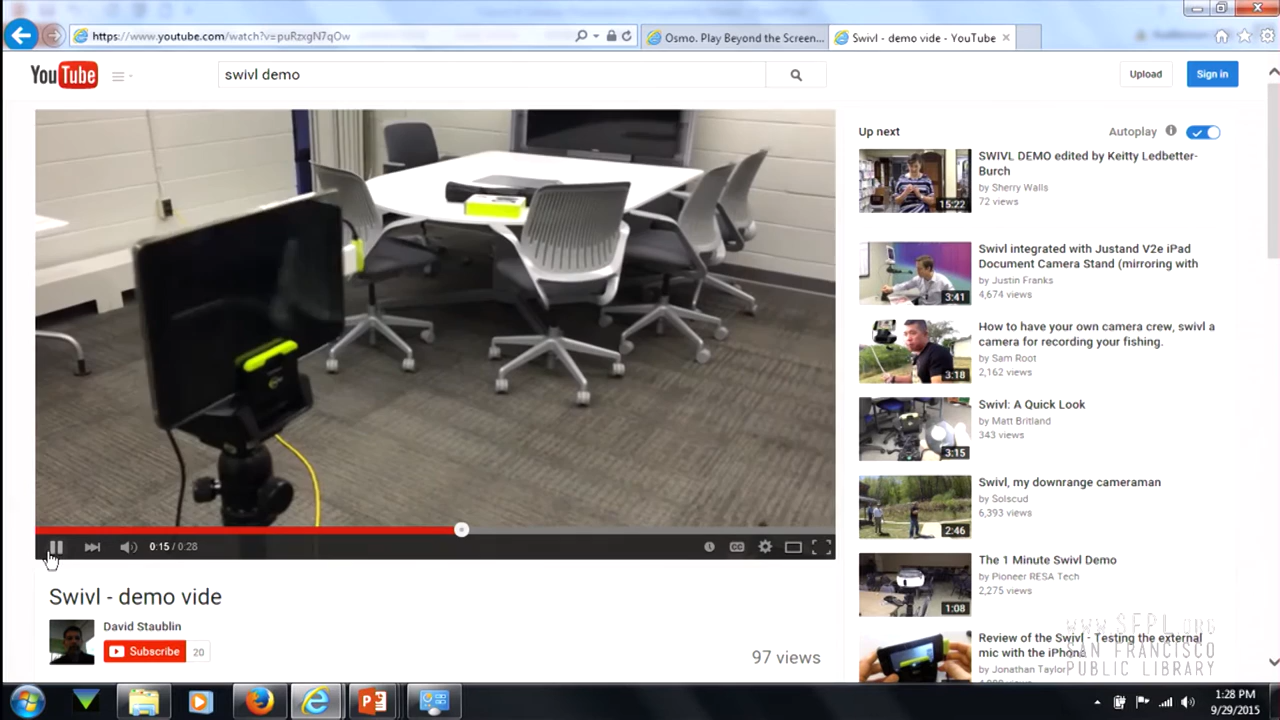 https://www.youtube.com/watch?v=puRzxgN7qOw
Osmo. Play Beyond the Screen...
Swivl - demo vide - YouTube
YouTube
swivl demo
Upload
Sign in
Up next
Autoplay
SWIVL DEMO edited by Keitty Ledbetter-
Burch
by Sherry Walls
72 views
15:22
Swivl integrated with Justand V2e iPad
Document Camera Stand (mirroring with
by Justin Franks
4,674 views
3:41
How to have your own camera crew, swivl a
camera for recording your fishing.
by Sam Root
2,162 views
3:18
Swivl: A Quick Look
by Matt Britland
343 views
3:15
Swivl, my downrange cameraman
by Solscud
6,393 views
2:46
The 1 Minute Swivl Demo
by Pioneer RESA Tech
2,275 views
1:08
Review of the Swivl - Testing the external
mic with the iPhone
by Jonathan Taylor
0:15 / 0:28
CC
Swivl - demo vide
David Staublin
Subscribe
20
97 views
WWW.SFPL.ORG
SAN FRANCISCO
PUBLIC LIBRARY
1:28 PM
9/29/2015